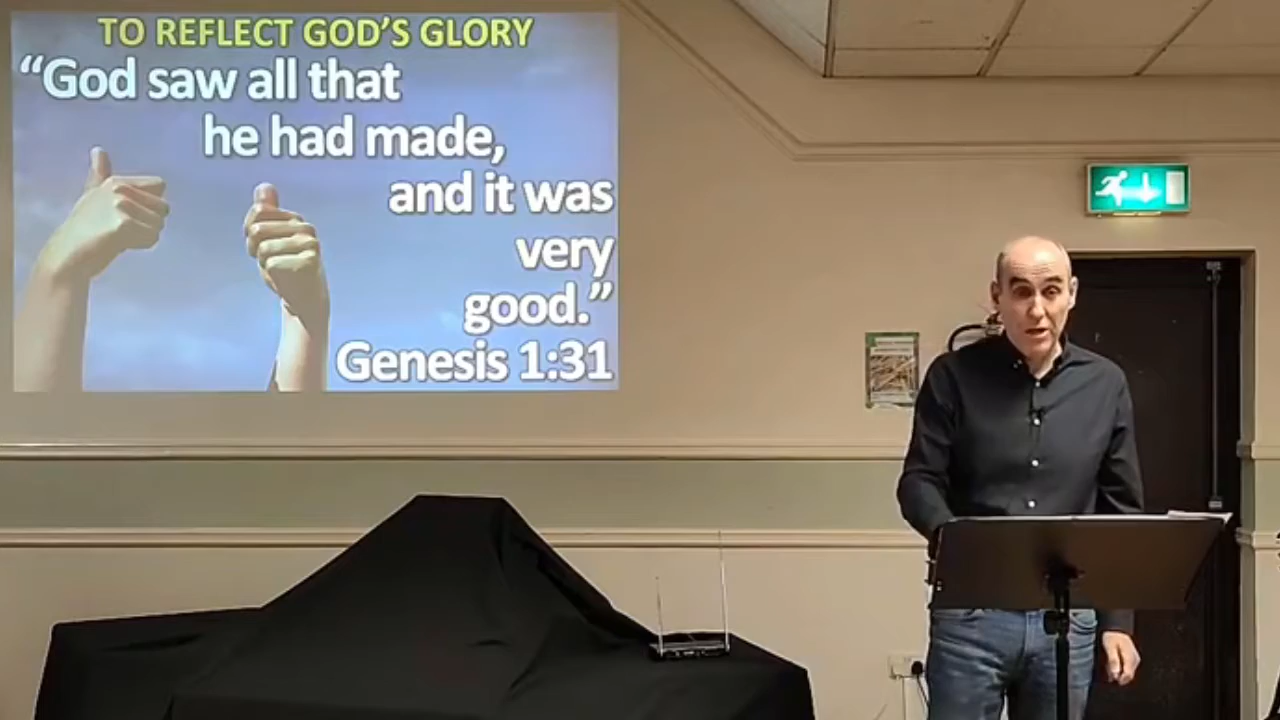 TO REFLECT GOD'S GLORY
“God saw all that
he had made,
and it was
very
good.”
Genesis 1:31